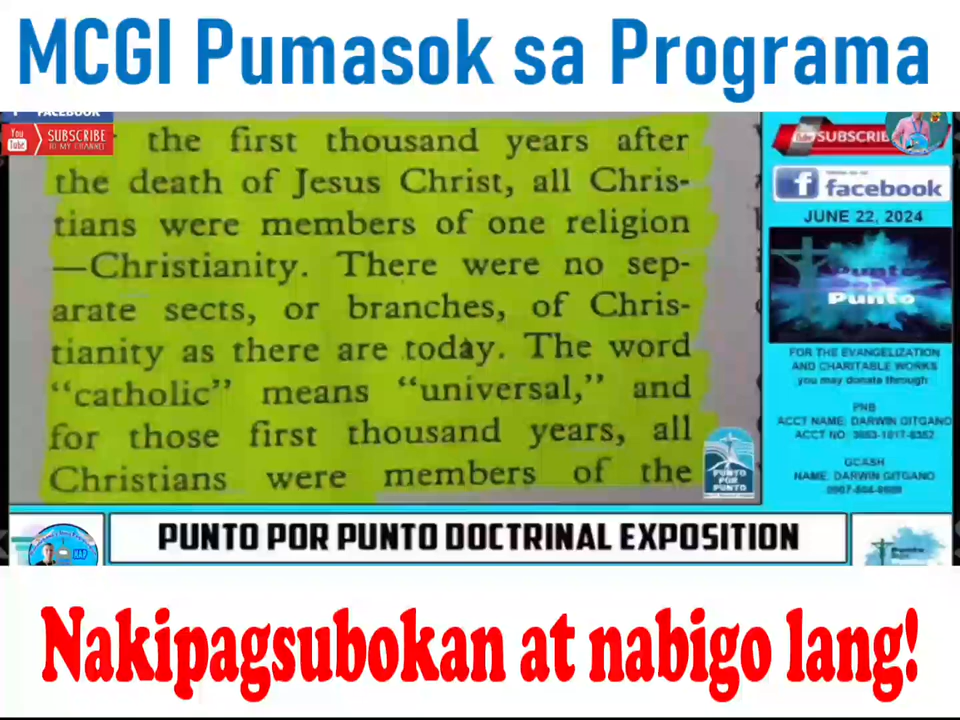 MCGI Pumasok sa Programa
FACEBOOK
You Tube SUBSCRIBE
TO MY CHANNEL
the first thousand years after
the death of Jesus Christ, all Chris-
tians were members of one religion
—Christianity. There were no sep-
arate sects, or branches, of Chris-
tianity as there are today. The word
“catholic” means “universal,” and
for those first thousand years, all
Christians were members of the
SUBSCRIBE
facebook
JUNE 22, 2024
Punto
Punto
FOR THE EVANGELIZATION
AND CHARITABLE WORKS
you may donate through:
PNB
ACCT NAME: DARWIN GITGANO
GCASH
NAME: DARWIN GITGANO
PUNTO
POR
PUNTO
PUNTO POR PUNTO DOCTRINAL EXPOSITION
Nakipagsubokan at nabigo lang!